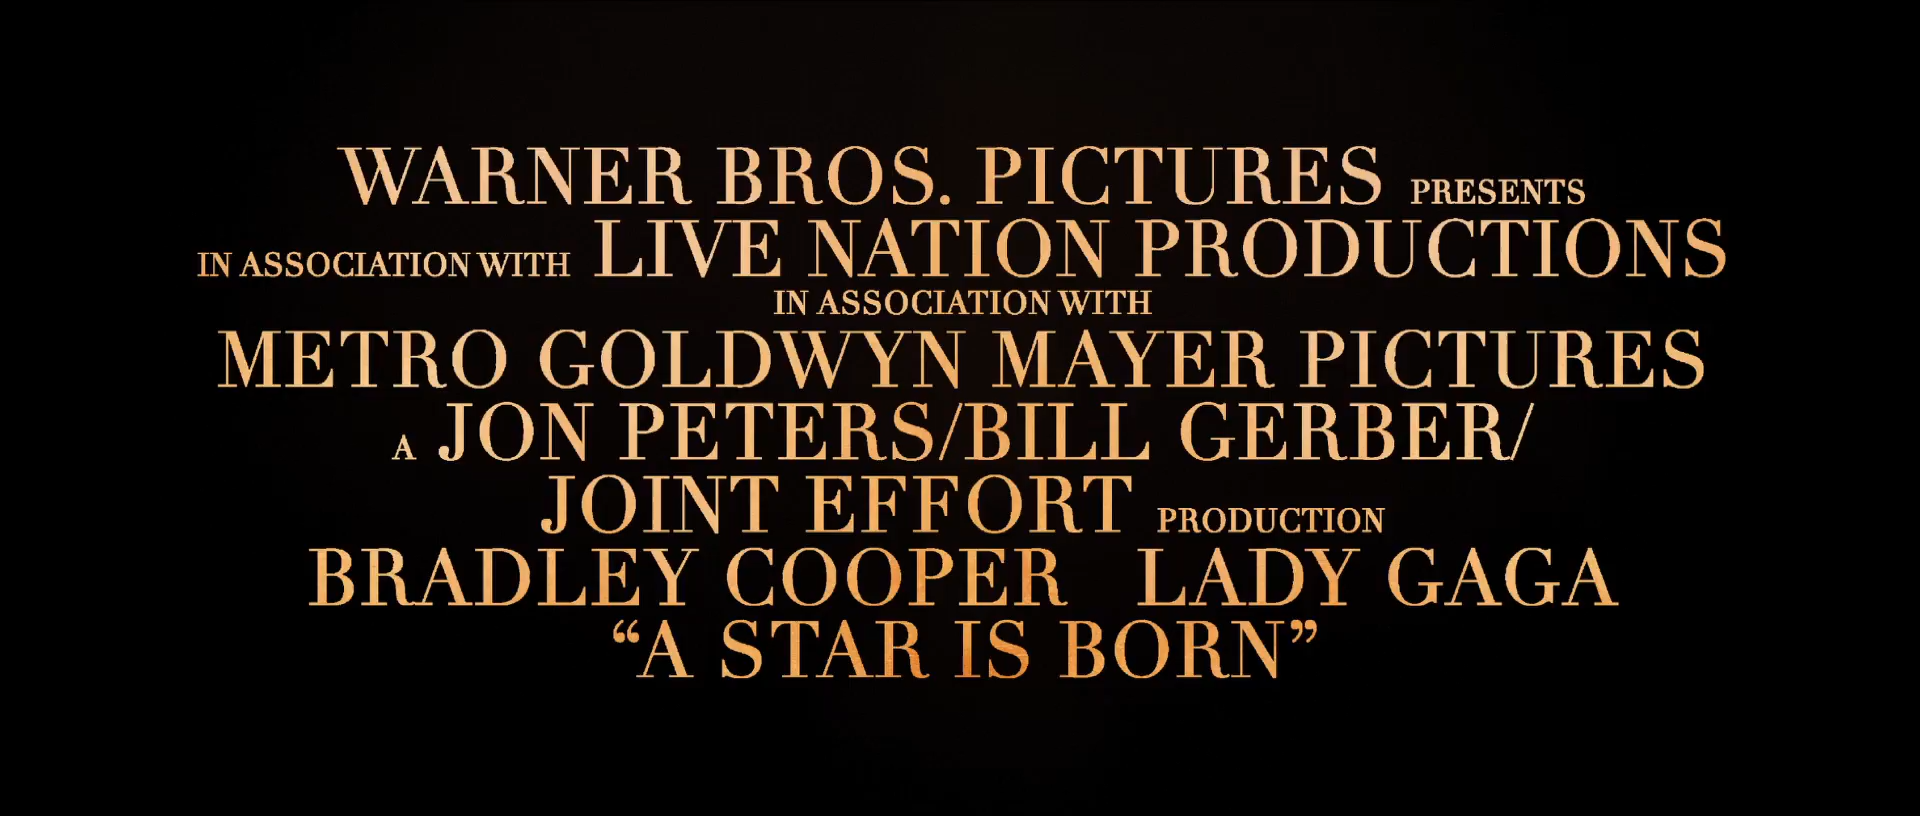 WARNER BROS. PICTURES PRESENTS
IN ASSOCIATION WITH LIVE NATION PRODUCTIONS
IN ASSOCIATION WITH
METRO GOLDWYN MAYER PICTURES
A JON PETERS/BILL GERBER/
JOINT EFFORT PRODUCTION
BRADLEY COOPER LADY GAGA
“A STAR IS BORN”